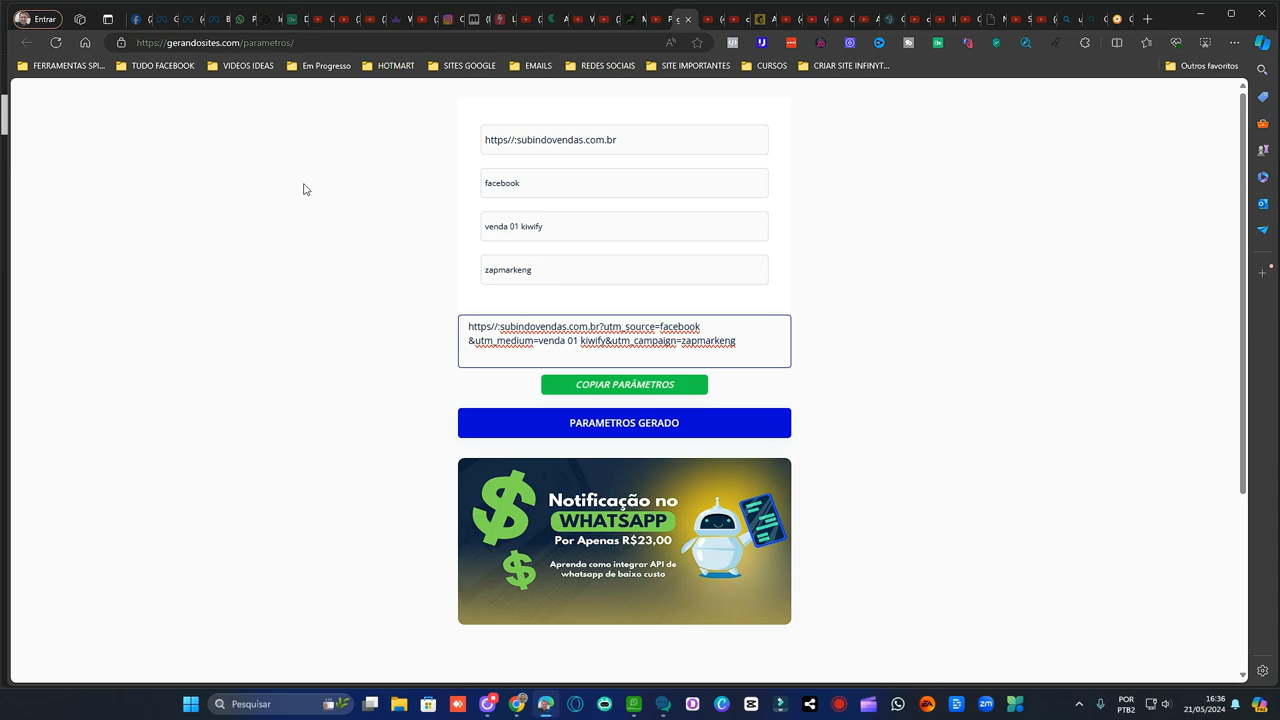 Entrar
https://gerandosites.com/parametros/
FERRAMENTAS SPI... TUDO FACEBOOK VIDEOS IDEAS Em Progresso HOTMART SITES GOOGLE EMAILS REDES SOCIAIS SITE IMPORTANTES CURSOS CRIAR SITE INFINYT... Outros favoritos
https//:subindovendas.com.br
facebook
venda 01 kiwify
zapmarkeng
https//:subindovendas.com.br?utm_source=facebook
&utm_medium=venda 01 kiwify&utm_campaign=zapmarkeng
COPIAR PARÂMETROS
PARAMETROS GERADO
Notificação no
WHATSAPP
Por Apenas R$23,00
Aprenda como integrar API de
whatsapp de baixo custo
Pesquisar
POR
PTB2
16:36
21/05/2024